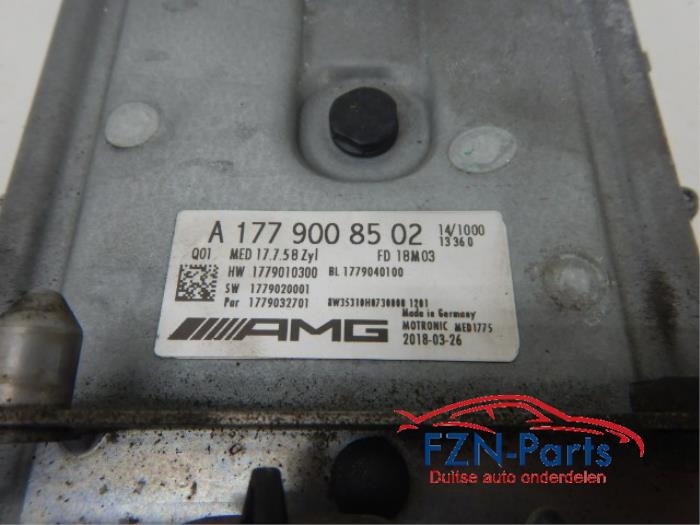 A 177 900 85 02 14/1000
13360
Q01 MED 17.7.5 8 Zyl FD 18M03
HW 1779010300 BL 1779040100
SW 1779020001
Par 1779032701 1201
Made in Germany
AMG MOTRONIC MED1775
2018-03-26
FZN-Parts
Duitse auto onderdelen